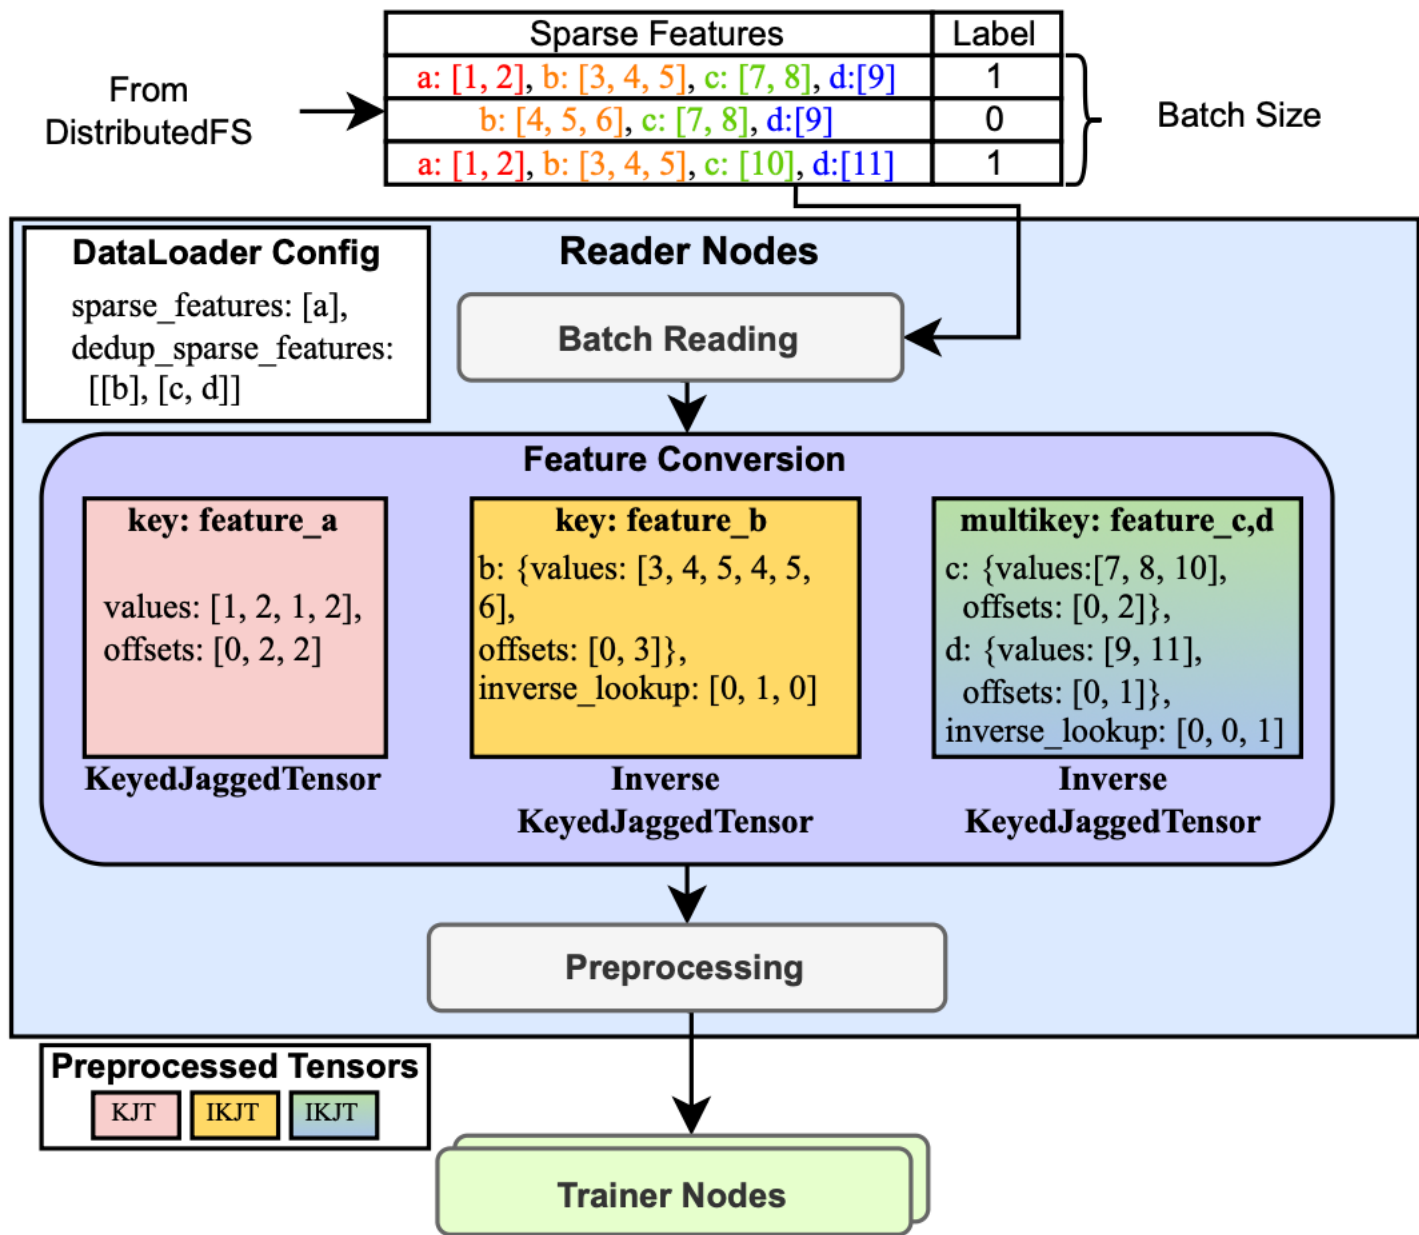 Sparse Features Label
From
DistributedFS
a: [1, 2], b: [3, 4, 5], c: [7, 8], d:[9] 1
b: [4, 5, 6], c: [7, 8], d:[9] 0
a: [1, 2], b: [3, 4, 5], c: [10], d:[11] 1
Batch Size
DataLoader Config
sparse_features: [a],
dedup_sparse_features:
[[b], [c, d]]
Reader Nodes
Batch Reading
Feature Conversion
key: feature_a
values: [1, 2, 1, 2],
offsets: [0, 2, 2]
KeyedJaggedTensor
key: feature_b
b: {values: [3, 4, 5, 4, 5,
6],
offsets: [0, 3]},
inverse_lookup: [0, 1, 0]
Inverse
KeyedJaggedTensor
multikey: feature_c,d
c: {values:[7, 8, 10],
offsets: [0, 2]},
d: {values: [9, 11],
offsets: [0, 1]},
inverse_lookup: [0, 0, 1]
Inverse
KeyedJaggedTensor
Preprocessing
Preprocessed Tensors
KJT IKJT IKJT
Trainer Nodes